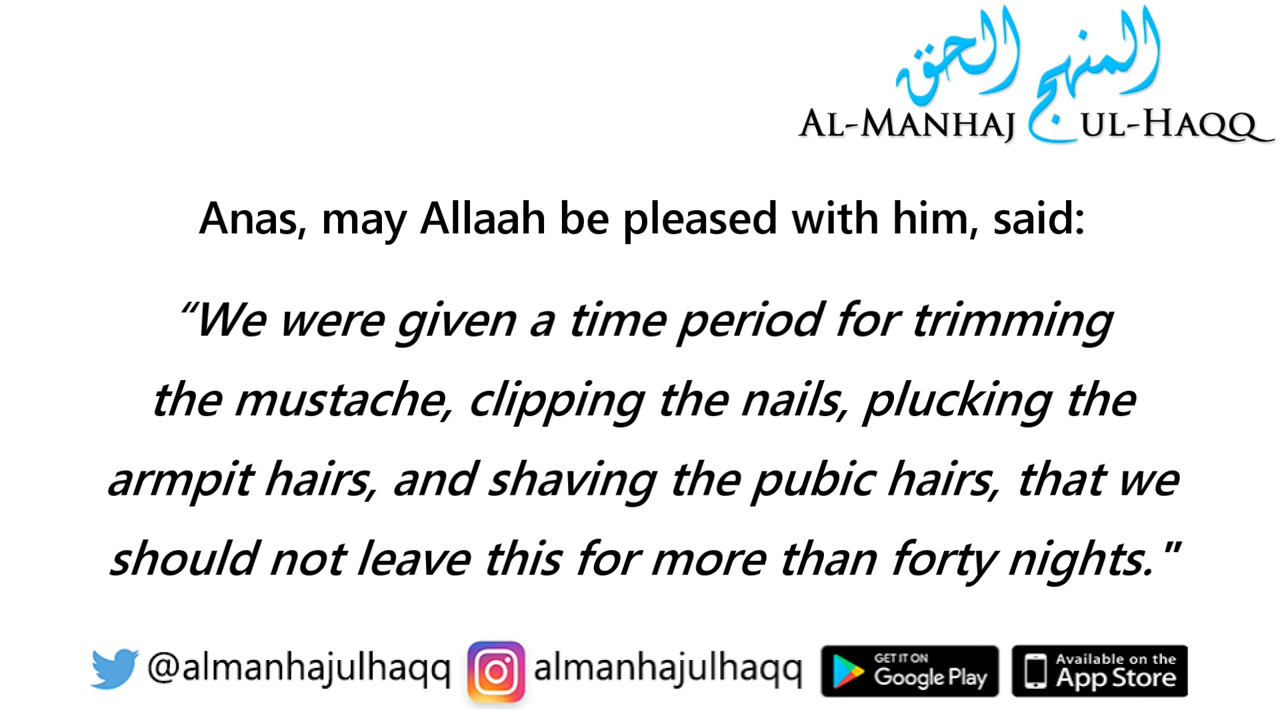 المنهج الحق
AL-MANHAJ UL-HAQQ
Anas, may Allaah be pleased with him, said:
“We were given a time period for trimming
the mustache, clipping the nails, plucking the
armpit hairs, and shaving the pubic hairs, that we
should not leave this for more than forty nights."
@almanhajulhaqq almanhajulhaqq GET IT ON Google Play Available on the App Store